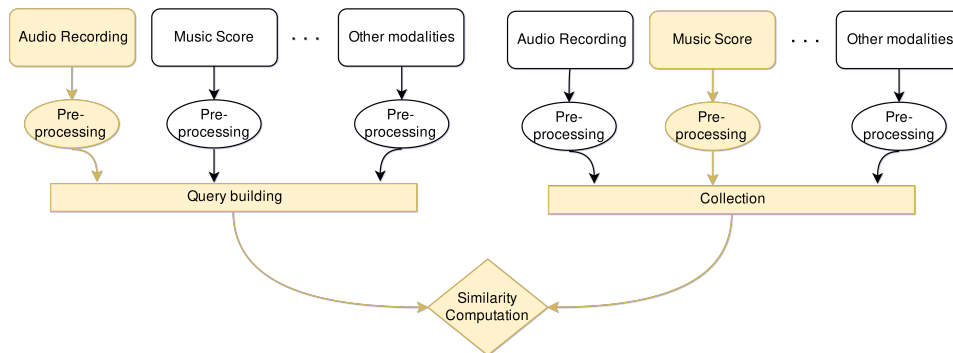 Audio Recording
Music Score
. . .
Other modalities
Audio Recording
Music Score
. . .
Other modalities
Pre-
processing
Pre-
processing
Pre-
processing
Pre-
processing
Pre-
processing
Pre-
processing
Query building
Collection
Similarity
Computation